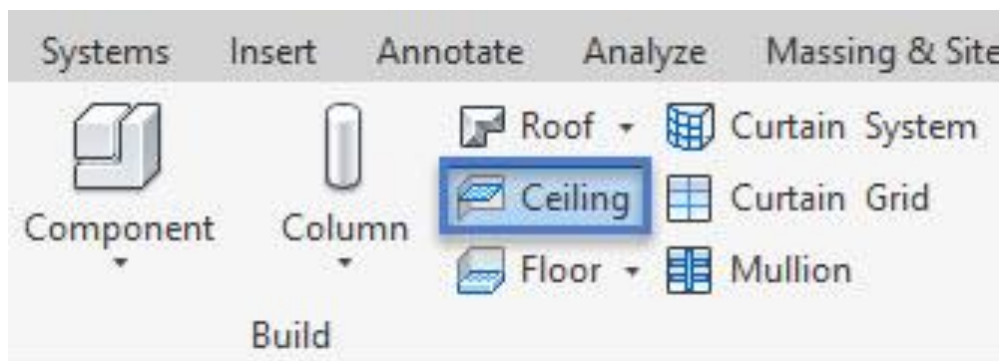 Systems Insert Annotate Analyze Massing & Site
Roof Curtain System
Ceiling Curtain Grid
Component Column
Floor Mullion
Build